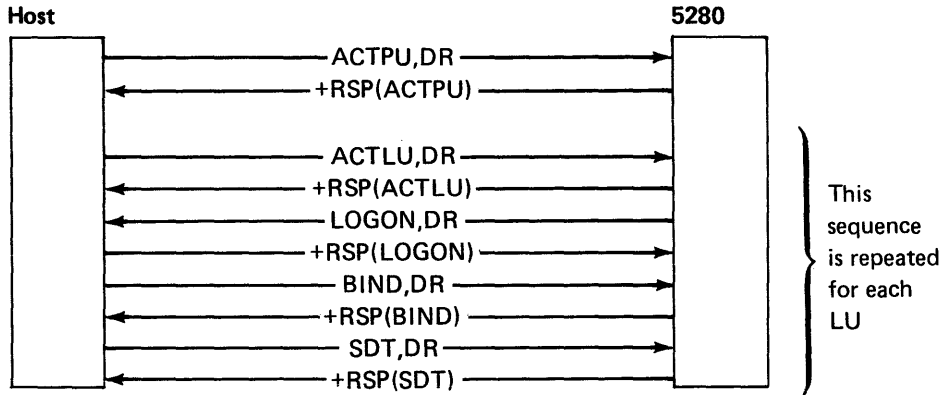 Host
5280
ACTPU,DR
+RSP(ACTPU)
ACTLU,DR
+RSP(ACTLU)
LOGON,DR
+RSP(LOGON)
BIND,DR
+RSP(BIND)
SDT,DR
+RSP(SDT)
This
sequence
is repeated
for each
LU